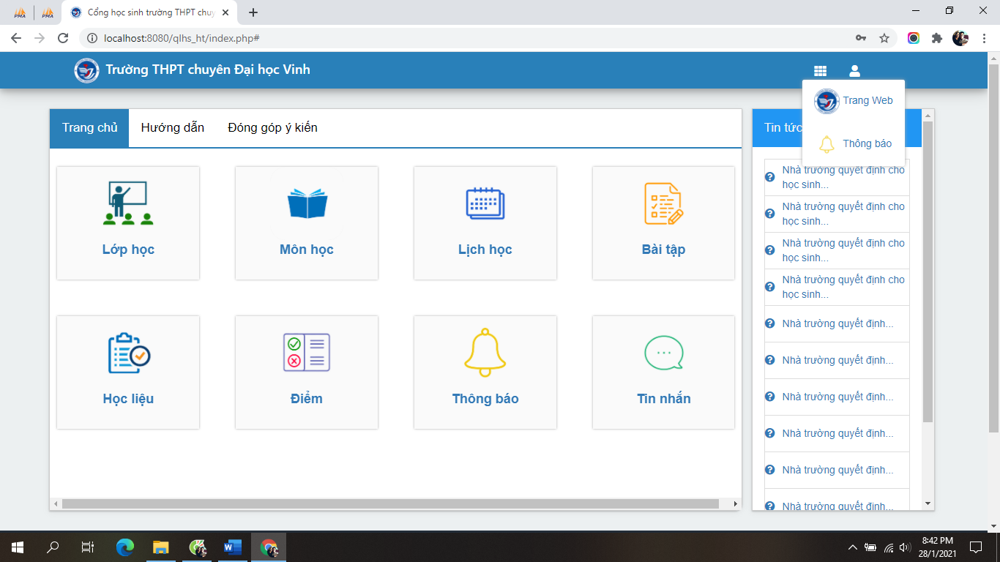 PMA
PMA
Cổng học sinh trường THPT chuy
localhost:8080/qlhs_ht/index.php#
Trường THPT chuyên Đại học Vinh
Trang Web
Thông báo
Trang chủ
Hướng dẫn
Đóng góp ý kiến
Lớp học
Môn học
Lịch học
Bài tập
Học liệu
Điểm
Thông báo
Tin nhắn
Tin tức
Nhà trường quyết định cho
học sinh...
Nhà trường quyết định cho
học sinh...
Nhà trường quyết định cho
học sinh...
Nhà trường quyết định cho
học sinh...
Nhà trường quyết định...
Nhà trường quyết định...
Nhà trường quyết định...
Nhà trường quyết định...
Nhà trường quyết định...
Nhà trường quyết định...
8:42 PM
28/1/2021